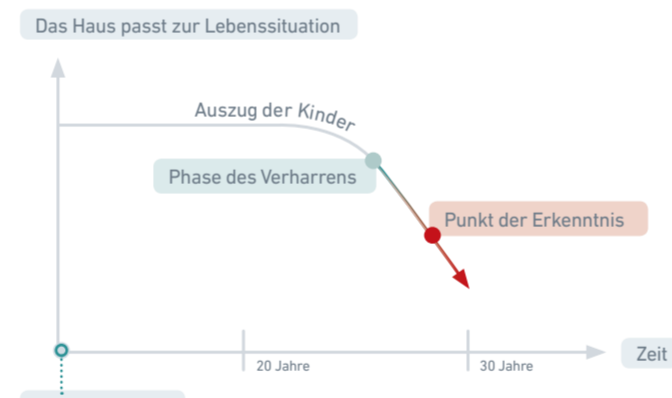 Das Haus passt zur Lebenssituation
Auszug der Kinder
Phase des Verharrens
Punkt der Erkenntnis
20 Jahre
30 Jahre
Zeit